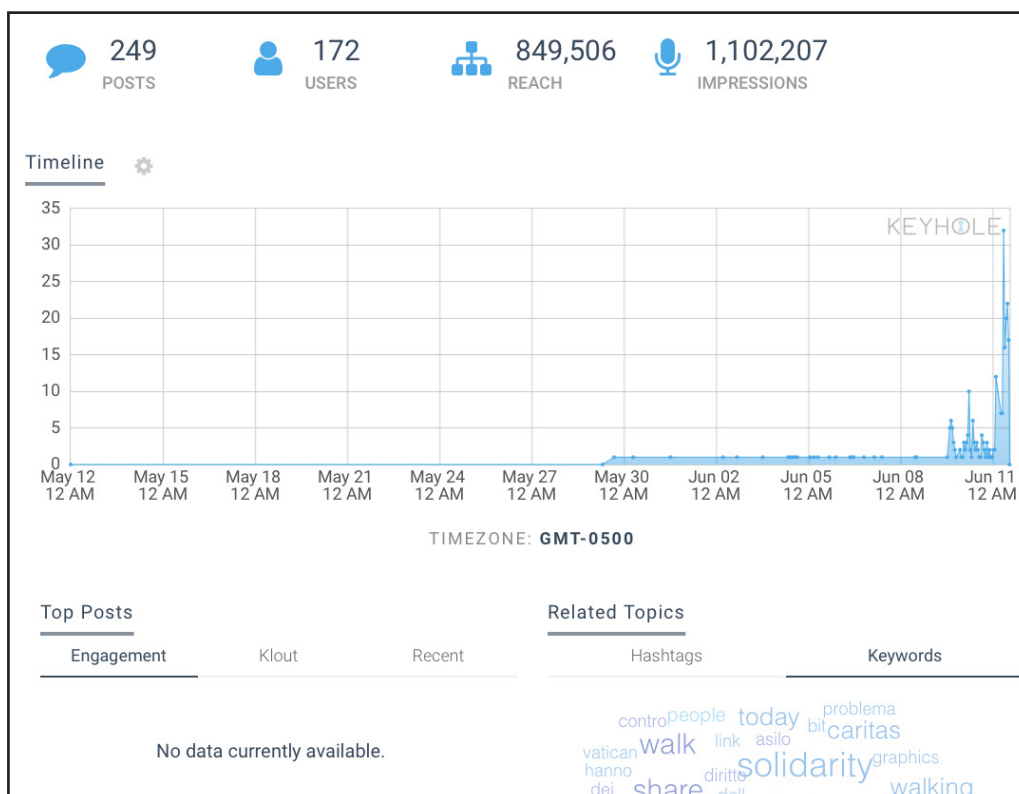 249
POSTS
172
USERS
849,506
REACH
1,102,207
IMPRESSIONS
Timeline
KEYHOLE
35
30
25
20
15
10
5
0
May 12
12 AM
May 15
12 AM
May 18
12 AM
May 21
12 AM
May 24
12 AM
May 27
12 AM
May 30
12 AM
Jun 02
12 AM
Jun 05
12 AM
Jun 08
12 AM
Jun 11
12 AM
TIMEZONE: GMT-0500
Top Posts
Engagement Klout Recent
No data currently available.
Related Topics
Hashtags Keywords
problema
contro people today bit caritas
vatican walk link asilo
solidarity graphics
hanno diritto
dei share walking